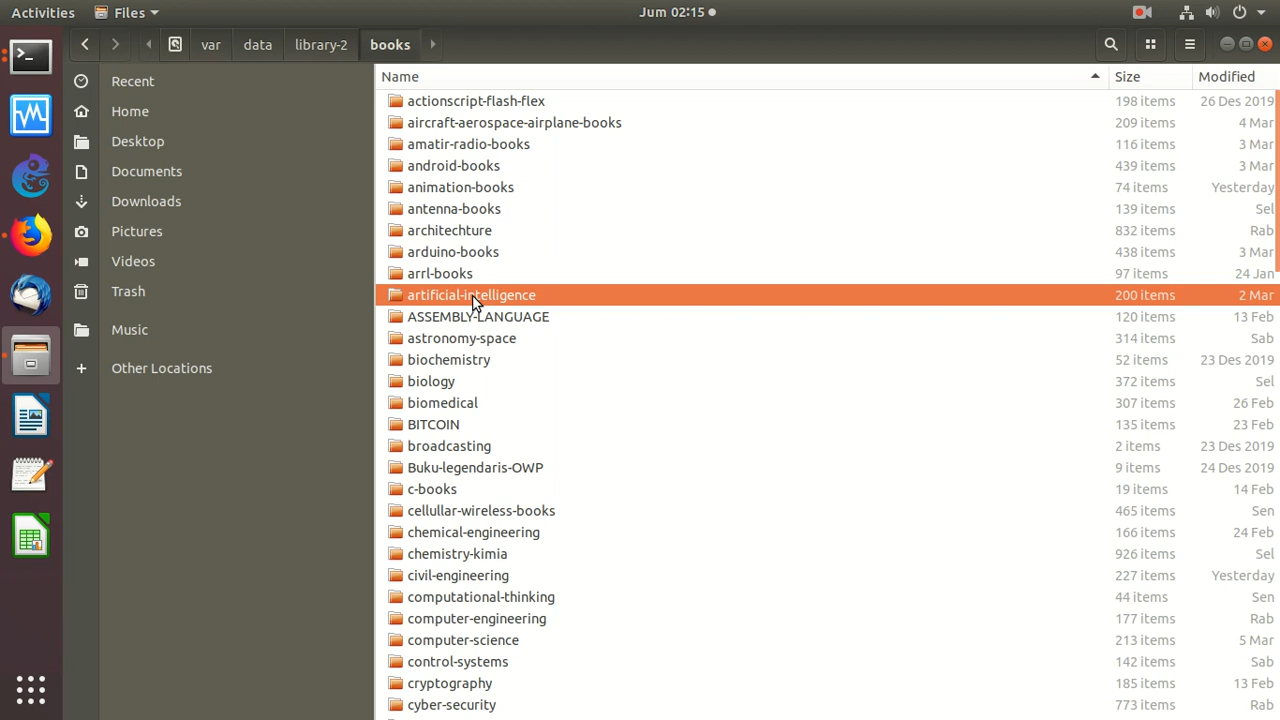 Activities Files Jum 02:15
var data library-2 books
Name Size Modified
Recent
Home
Desktop
Documents
Downloads
Pictures
Videos
Trash
Music
Other Locations
actionscript-flash-flex 198 items 26 Des 2019
aircraft-aerospace-airplane-books 209 items 4 Mar
amatir-radio-books 116 items 3 Mar
android-books 439 items 3 Mar
animation-books 74 items Yesterday
antenna-books 139 items Sel
architechture 832 items Rab
arduino-books 438 items 3 Mar
arrl-books 97 items 24 Jan
artificial-intelligence 200 items 2 Mar
ASSEMBLY-LANGUAGE 120 items 13 Feb
astronomy-space 314 items Sab
biochemistry 52 items 23 Des 2019
biology 372 items Sel
biomedical 307 items 26 Feb
BITCOIN 135 items 23 Feb
broadcasting 2 items 23 Des 2019
Buku-legendaris-OWP 9 items 24 Des 2019
c-books 19 items 14 Feb
cellullar-wireless-books 465 items Sen
chemical-engineering 166 items 24 Feb
chemistry-kimia 926 items Sel
civil-engineering 227 items Yesterday
computational-thinking 44 items Sen
computer-engineering 177 items Rab
computer-science 213 items 5 Mar
control-systems 142 items Sab
cryptography 185 items 13 Feb
cyber-security 773 items Rab